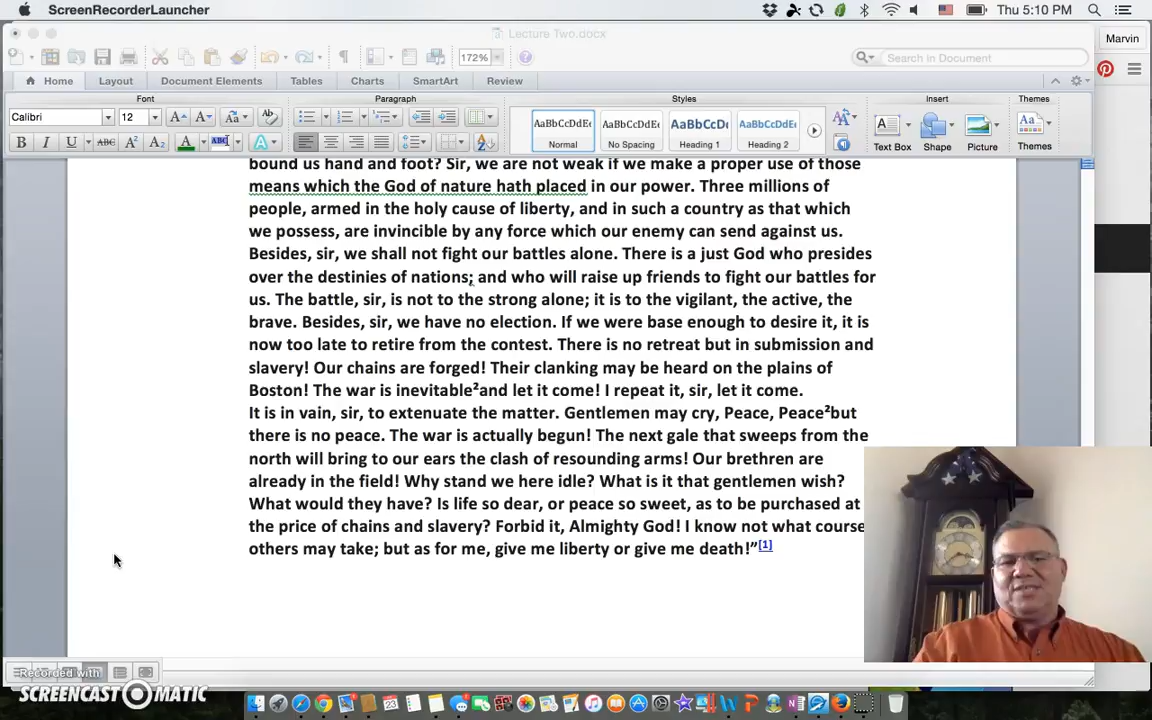 ScreenRecorderLauncher
Thu 5:10 PM
Lecture Two.docx
Marvin
172%
Search in Document
Home Layout Document Elements Tables Charts SmartArt Review
Font Paragraph Styles Insert Themes
Calibri 12
AaBbCcDdEe AaBbCcDdEe AaBbCcDc AaBbCcDdEe
Normal No Spacing Heading 1 Heading 2
Text Box Shape Picture Themes
bound us hand and foot? Sir, we are not weak if we make a proper use of those
means which the God of nature hath placed in our power. Three millions of
people, armed in the holy cause of liberty, and in such a country as that which
we possess, are invincible by any force which our enemy can send against us.
Besides, sir, we shall not fight our battles alone. There is a just God who presides
over the destinies of nations; and who will raise up friends to fight our battles for
us. The battle, sir, is not to the strong alone; it is to the vigilant, the active, the
brave. Besides, sir, we have no election. If we were base enough to desire it, it is
now too late to retire from the contest. There is no retreat but in submission and
slavery! Our chains are forged! Their clanking may be heard on the plains of
Boston! The war is inevitable²and let it come! I repeat it, sir, let it come.
It is in vain, sir, to extenuate the matter. Gentlemen may cry, Peace, Peace²but
there is no peace. The war is actually begun! The next gale that sweeps from the
north will bring to our ears the clash of resounding arms! Our brethren are
already in the field! Why stand we here idle? What is it that gentlemen wish?
What would they have? Is life so dear, or peace so sweet, as to be purchased at
the price of chains and slavery? Forbid it, Almighty God! I know not what course
others may take; but as for me, give me liberty or give me death!”[1]
Recorded with
SCREENCAST MATIC